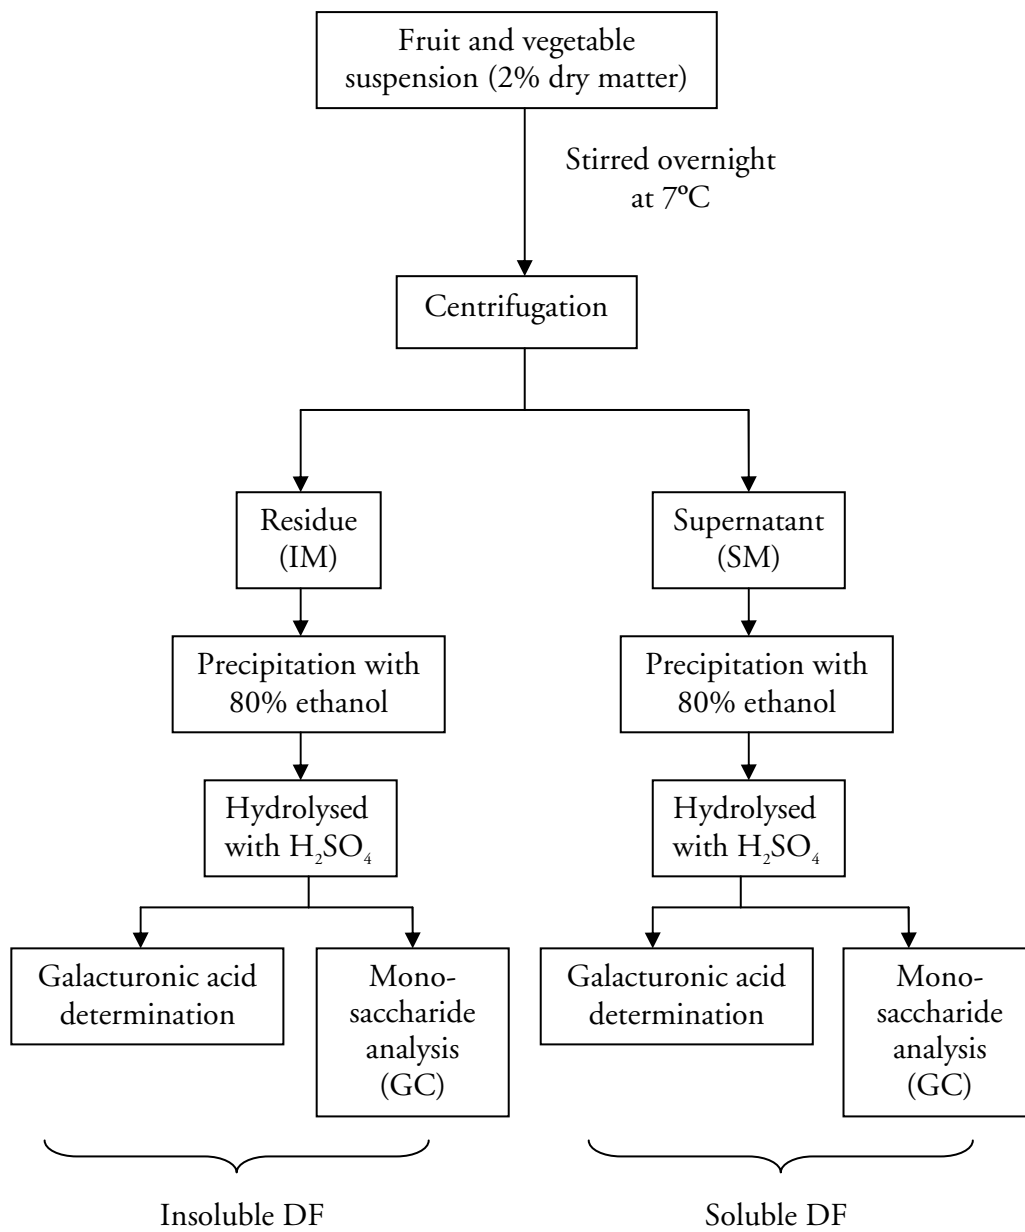 Fruit and vegetable
suspension (2% dry matter)
Stirred overnight
at 7°C
Centrifugation
Residue
(IM)
Supernatant
(SM)
Precipitation with
80% ethanol
Precipitation with
80% ethanol
Hydrolysed
with H₂SO₄
Hydrolysed
with H₂SO₄
Galacturonic acid
determination
Mono-
saccharide
analysis
(GC)
Galacturonic acid
determination
Mono-
saccharide
analysis
(GC)
Insoluble DF
Soluble DF